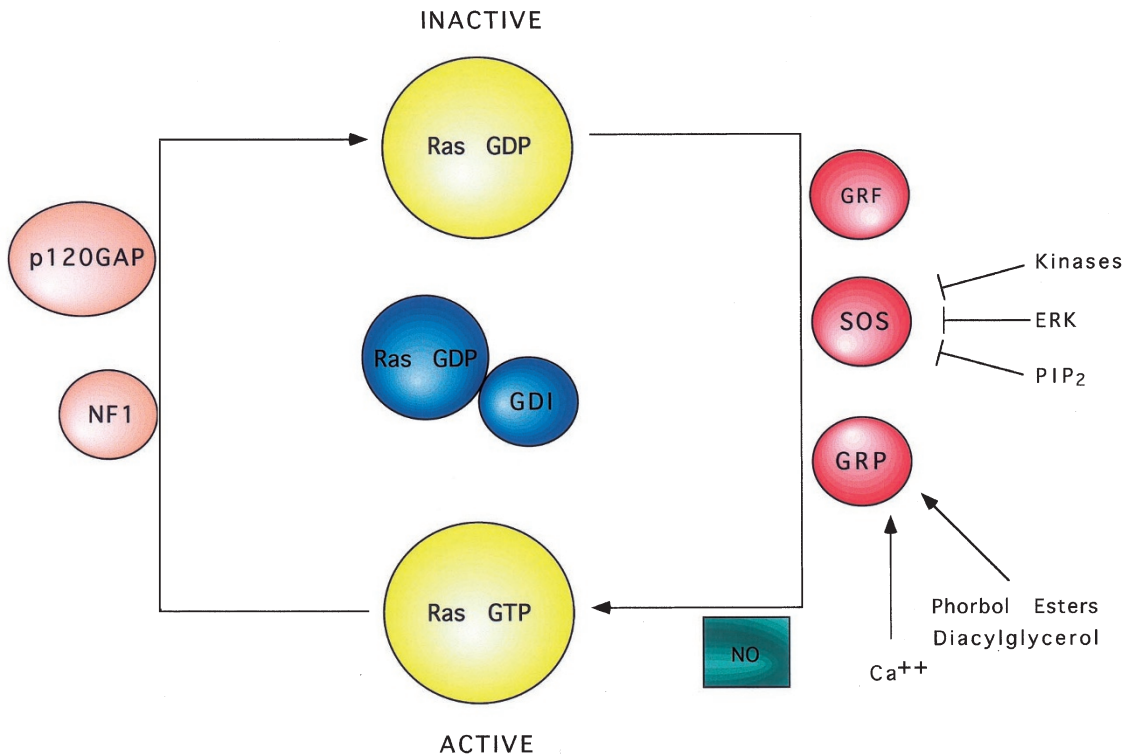 INACTIVE
Ras GDP
GRF
p120GAP
Kinases
SOS
ERK
Ras GDP
PIP₂
GDI
NF1
GRP
Ras GTP
Phorbol Esters
Diacylglycerol
NO
Ca++
ACTIVE